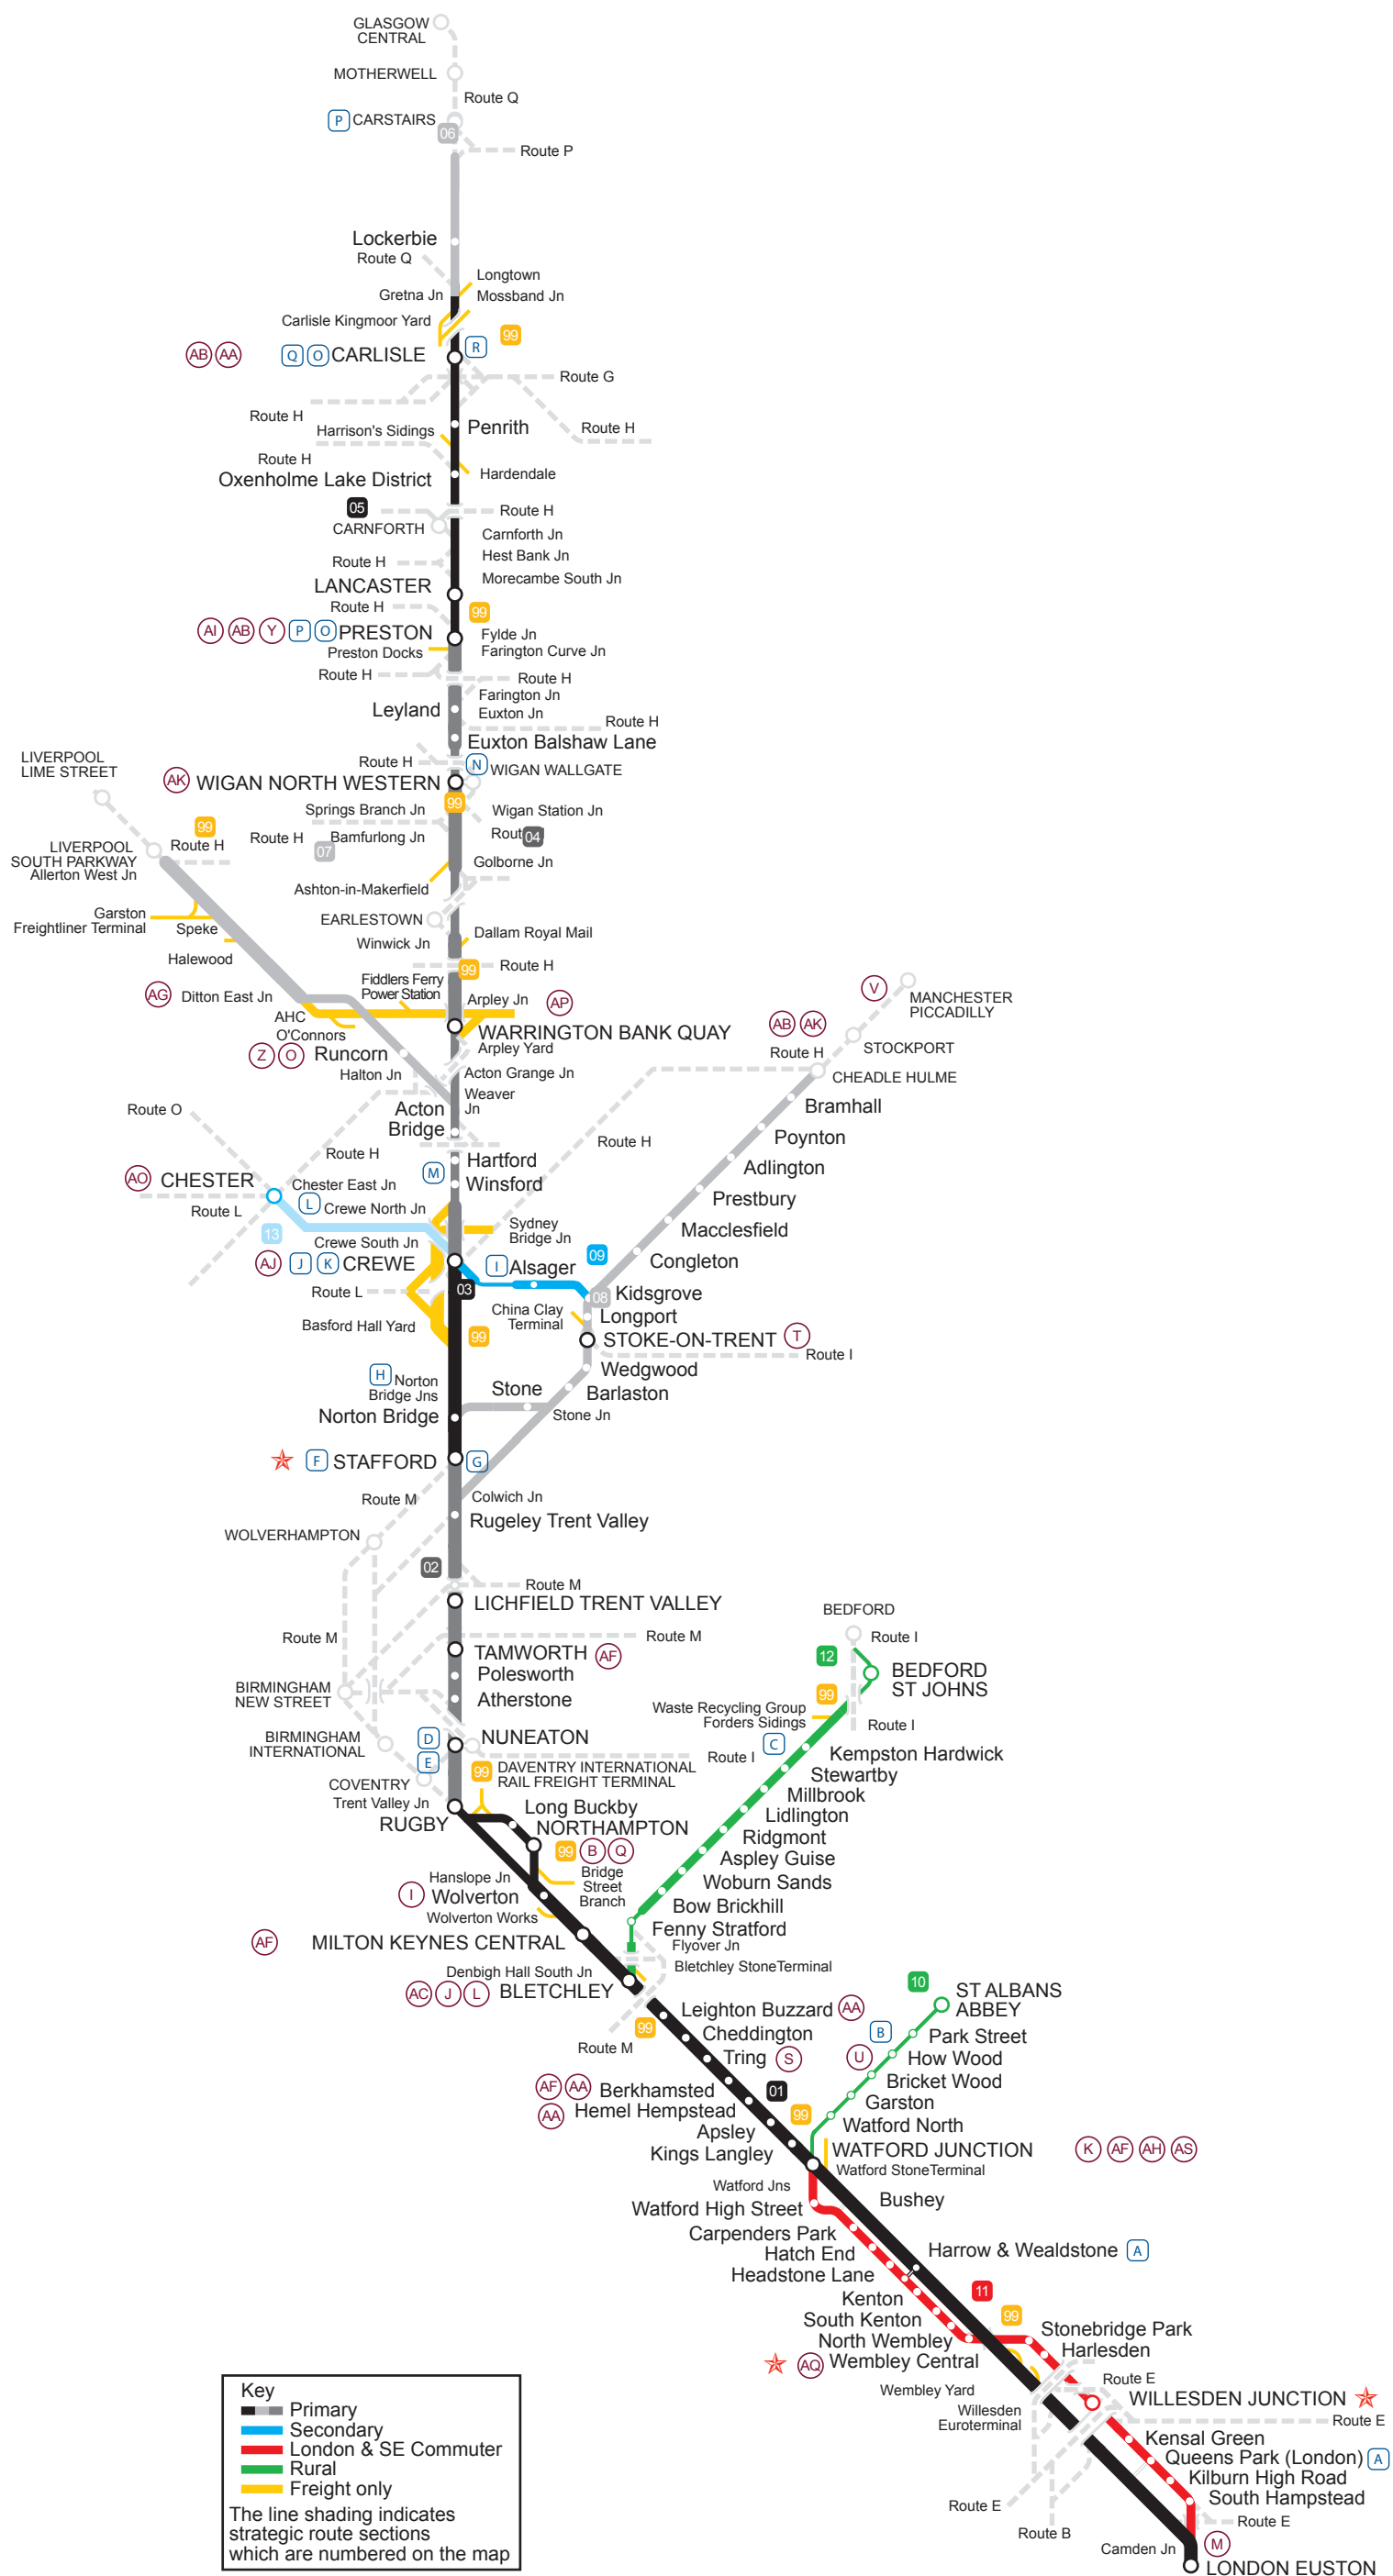 GLASGOW
CENTRAL
MOTHERWELL
Route Q
P CARSTAIRS
06
Route P
Lockerbie
Route Q
Longtown
Gretna Jn
Mossband Jn
Carlisle Kingmoor Yard
99
R
AB AA Q O CARLISLE
Route G
Route H
Penrith
Route H
Harrison's Sidings
Route H
Hardendale
Oxenholme Lake District
05
Route H
CARNFORTH
Carnforth Jn
Hest Bank Jn
Route H
Morecambe South Jn
LANCASTER
Route H
99
AI AB Y P O PRESTON
Fylde Jn
Farington Curve Jn
Preston Docks
Route H
Route H
Farington Jn
Leyland
Euxton Jn
Route H
Euxton Balshaw Lane
LIVERPOOL
LIME STREET
Route H
N WIGAN WALLGATE
AK WIGAN NORTH WESTERN
99
Springs Branch Jn
Wigan Station Jn
99
Route H
Route H
Bamfurlong Jn
Rout
04
07
LIVERPOOL
SOUTH PARKWAY
Allerton West Jn
Golborne Jn
Ashton-in-Makerfield
Garston
Freightliner Terminal
Speke
EARLESTOWN
Dallam Royal Mail
Winwick Jn
Halewood
Route H
99
Fiddlers Ferry
Power Station
AG Ditton East Jn
Arpley Jn
AP
V
MANCHESTER
PICCADILLY
AHC
O'Connors
WARRINGTON BANK QUAY
AB AK
STOCKPORT
Z O Runcorn
Arpley Yard
Route H
Halton Jn
Acton Grange Jn
CHEADLE HULME
Weaver
Jn
Route O
Acton
Bridge
Bramhall
Poynton
Route H
Route H
Hartford
Adlington
AO CHESTER
Chester East Jn
M
Winsford
Prestbury
Route L
L Crewe North Jn
Sydney
Bridge Jn
Macclesfield
13
Crewe South Jn
09
Congleton
AJ J K CREWE
I Alsager
03
08
Kidsgrove
Route L
China Clay
Terminal
Longport
Basford Hall Yard
99
STOKE-ON-TRENT T
Route I
Wedgwood
H Norton
Bridge Jns
Stone
Barlaston
Norton Bridge
Stone Jn
F STAFFORD
G
Route M
Colwich Jn
Rugeley Trent Valley
WOLVERHAMPTON
02
Route M
LICHFIELD TRENT VALLEY
BEDFORD
Route M
Route M
Route I
TAMWORTH AF
12
Polesworth
BEDFORD
ST JOHNS
BIRMINGHAM
NEW STREET
Atherstone
99
Waste Recycling Group
Forders Sidings
Route I
BIRMINGHAM
INTERNATIONAL
D
NUNEATON
C
Route I
Kempston Hardwick
E
99
DAVENTRY INTERNATIONAL
RAIL FREIGHT TERMINAL
Stewartby
COVENTRY
Millbrook
Trent Valley Jn
Long Buckby
Lidlington
RUGBY
NORTHAMPTON
Ridgmont
99 B Q
Aspley Guise
Hanslope Jn
Bridge
Street
Branch
Woburn Sands
I Wolverton
Bow Brickhill
Wolverton Works
Fenny Stratford
AF MILTON KEYNES CENTRAL
Flyover Jn
Denbigh Hall South Jn
Bletchley StoneTerminal
AC J L BLETCHLEY
10
ST ALBANS
ABBEY
Leighton Buzzard AA
99
B
Park Street
Route M
Cheddington
U
How Wood
Tring S
Bricket Wood
AF AA Berkhamsted
01
Garston
AA Hemel Hempstead
99
Watford North
Apsley
Kings Langley
WATFORD JUNCTION K AF AH AS
Watford StoneTerminal
Watford Jns
Bushey
Watford High Street
Carpenders Park
Harrow & Wealdstone A
Hatch End
Headstone Lane
11
Kenton
99
South Kenton
Stonebridge Park
North Wembley
Harlesden
AQ Wembley Central
Route E
Wembley Yard
WILLESDEN JUNCTION
Willesden
Euroterminal
Route E
Kensal Green
Queens Park (London) A
Kilburn High Road
South Hampstead
Route E
Route E
Route B
M
Camden Jn
LONDON EUSTON
Key
Primary
Secondary
London & SE Commuter
Rural
Freight only
The line shading indicates
strategic route sections
which are numbered on the map